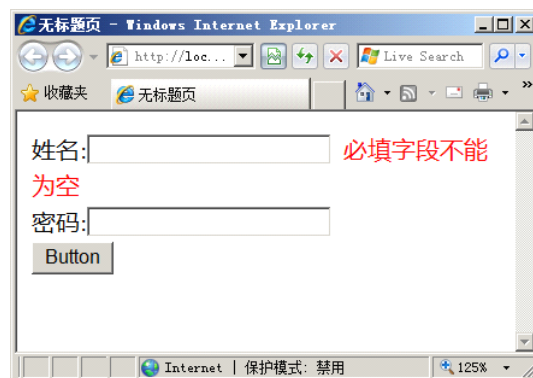 无标题页 - Windows Internet Explorer
http://loc...
Live Search
收藏夹
无标题页
»
姓名:
必填字段不能
为空
密码:
Button
Internet | 保护模式: 禁用
125%